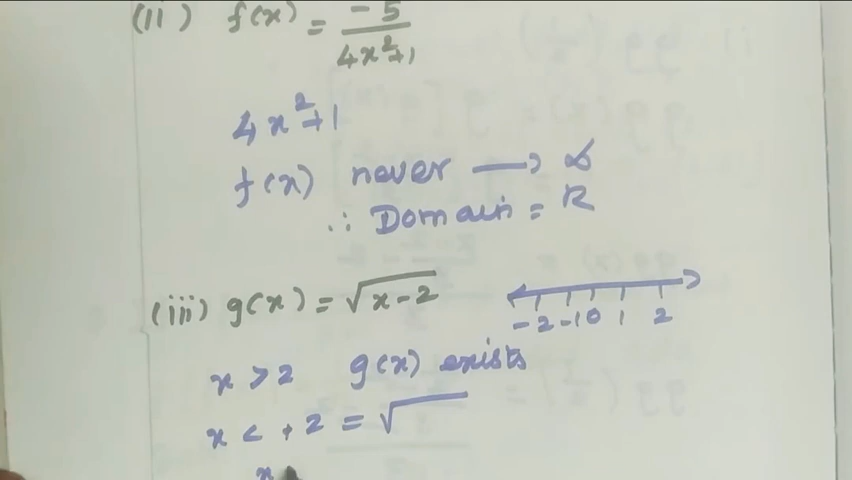 (ii) f(x) = -5 / 4x²+1
4x²+1
f(x) never → ∞
∴ Domain = R
(iii) g(x) = √x-2
-2 -1 0 1 2
x > 2 g(x) exists
x < +2 = √
x